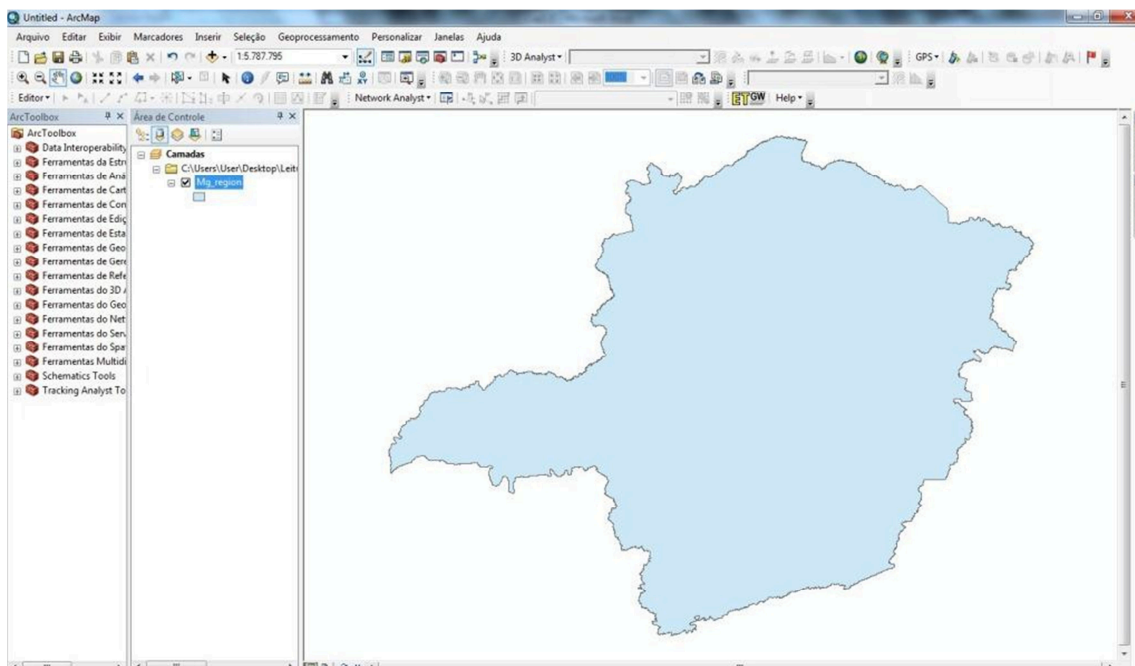 Untitled - ArcMap
Arquivo Editar Exibir Marcadores Inserir Seleção Geoprocessamento Personalizar Janelas Ajuda
1:5.787.795 3D Analyst GPS
Editor Network Analyst ET GW Help
ArcToolbox
ArcToolbox
Data Interoperability
Ferramentas da Estru
Ferramentas de Aná
Ferramentas de Cart
Ferramentas de Con
Ferramentas de Ediç
Ferramentas de Esta
Ferramentas de Geo
Ferramentas de Gere
Ferramentas de Refe
Ferramentas do 3D
Ferramentas do Geo
Ferramentas do Net
Ferramentas do Serv
Ferramentas do Spa
Ferramentas Multidi
Schematics Tools
Tracking Analyst To
Área de Controle
Camadas
C:\Users\User\Desktop\Leit
Mg_region